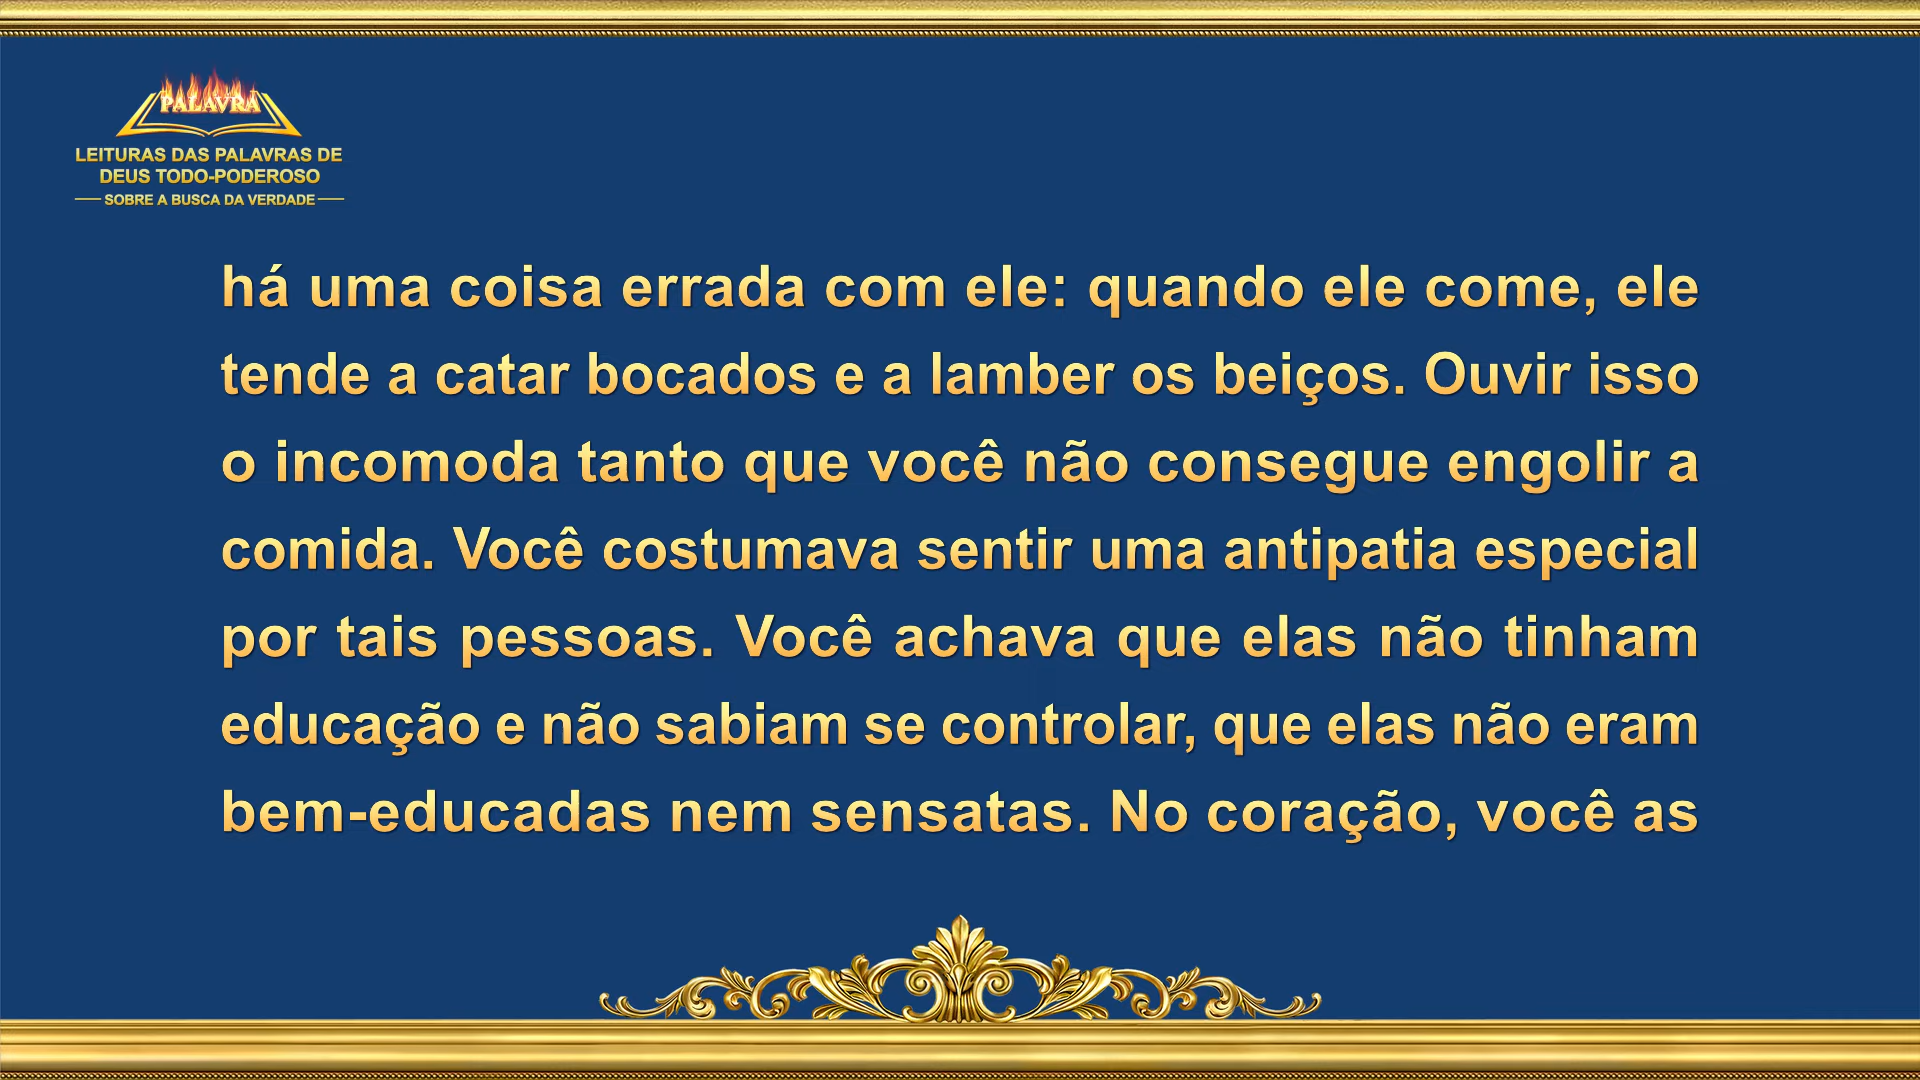 PALAVRA
LEITURAS DAS PALAVRAS DE
DEUS TODO-PODEROSO
SOBRE A BUSCA DA VERDADE
há uma coisa errada com ele: quando ele come, ele
tende a catar bocados e a lamber os beiços. Ouvir isso
o incomoda tanto que você não consegue engolir a
comida. Você costumava sentir uma antipatia especial
por tais pessoas. Você achava que elas não tinham
educação e não sabiam se controlar, que elas não eram
bem-educadas nem sensatas. No coração, você as